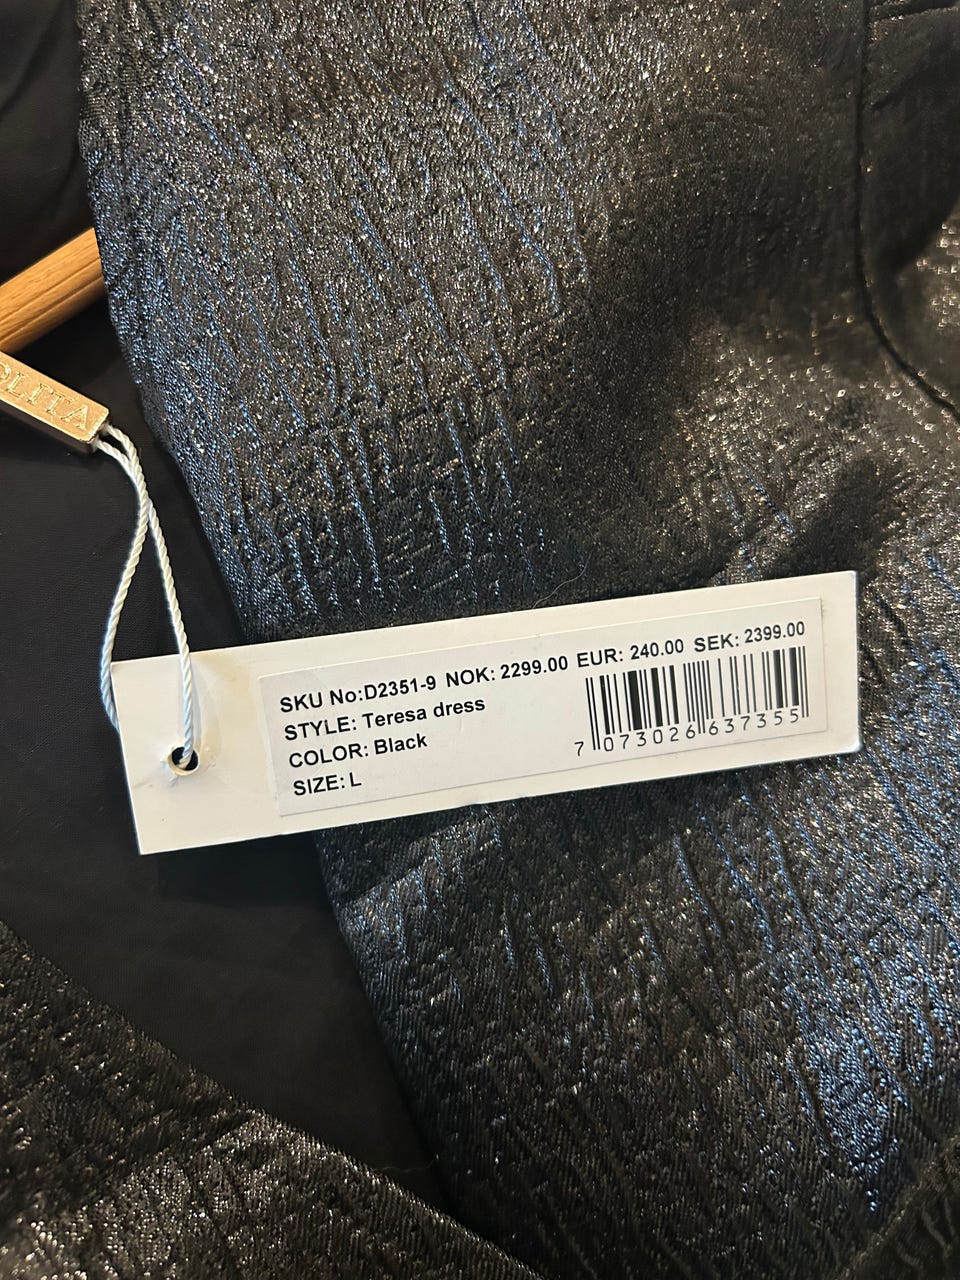 OLITA
SKU No:D2351-9 NOK: 2299.00 EUR: 240.00 SEK: 2399.00
STYLE: Teresa dress
COLOR: Black
SIZE: L
7 073026 637355